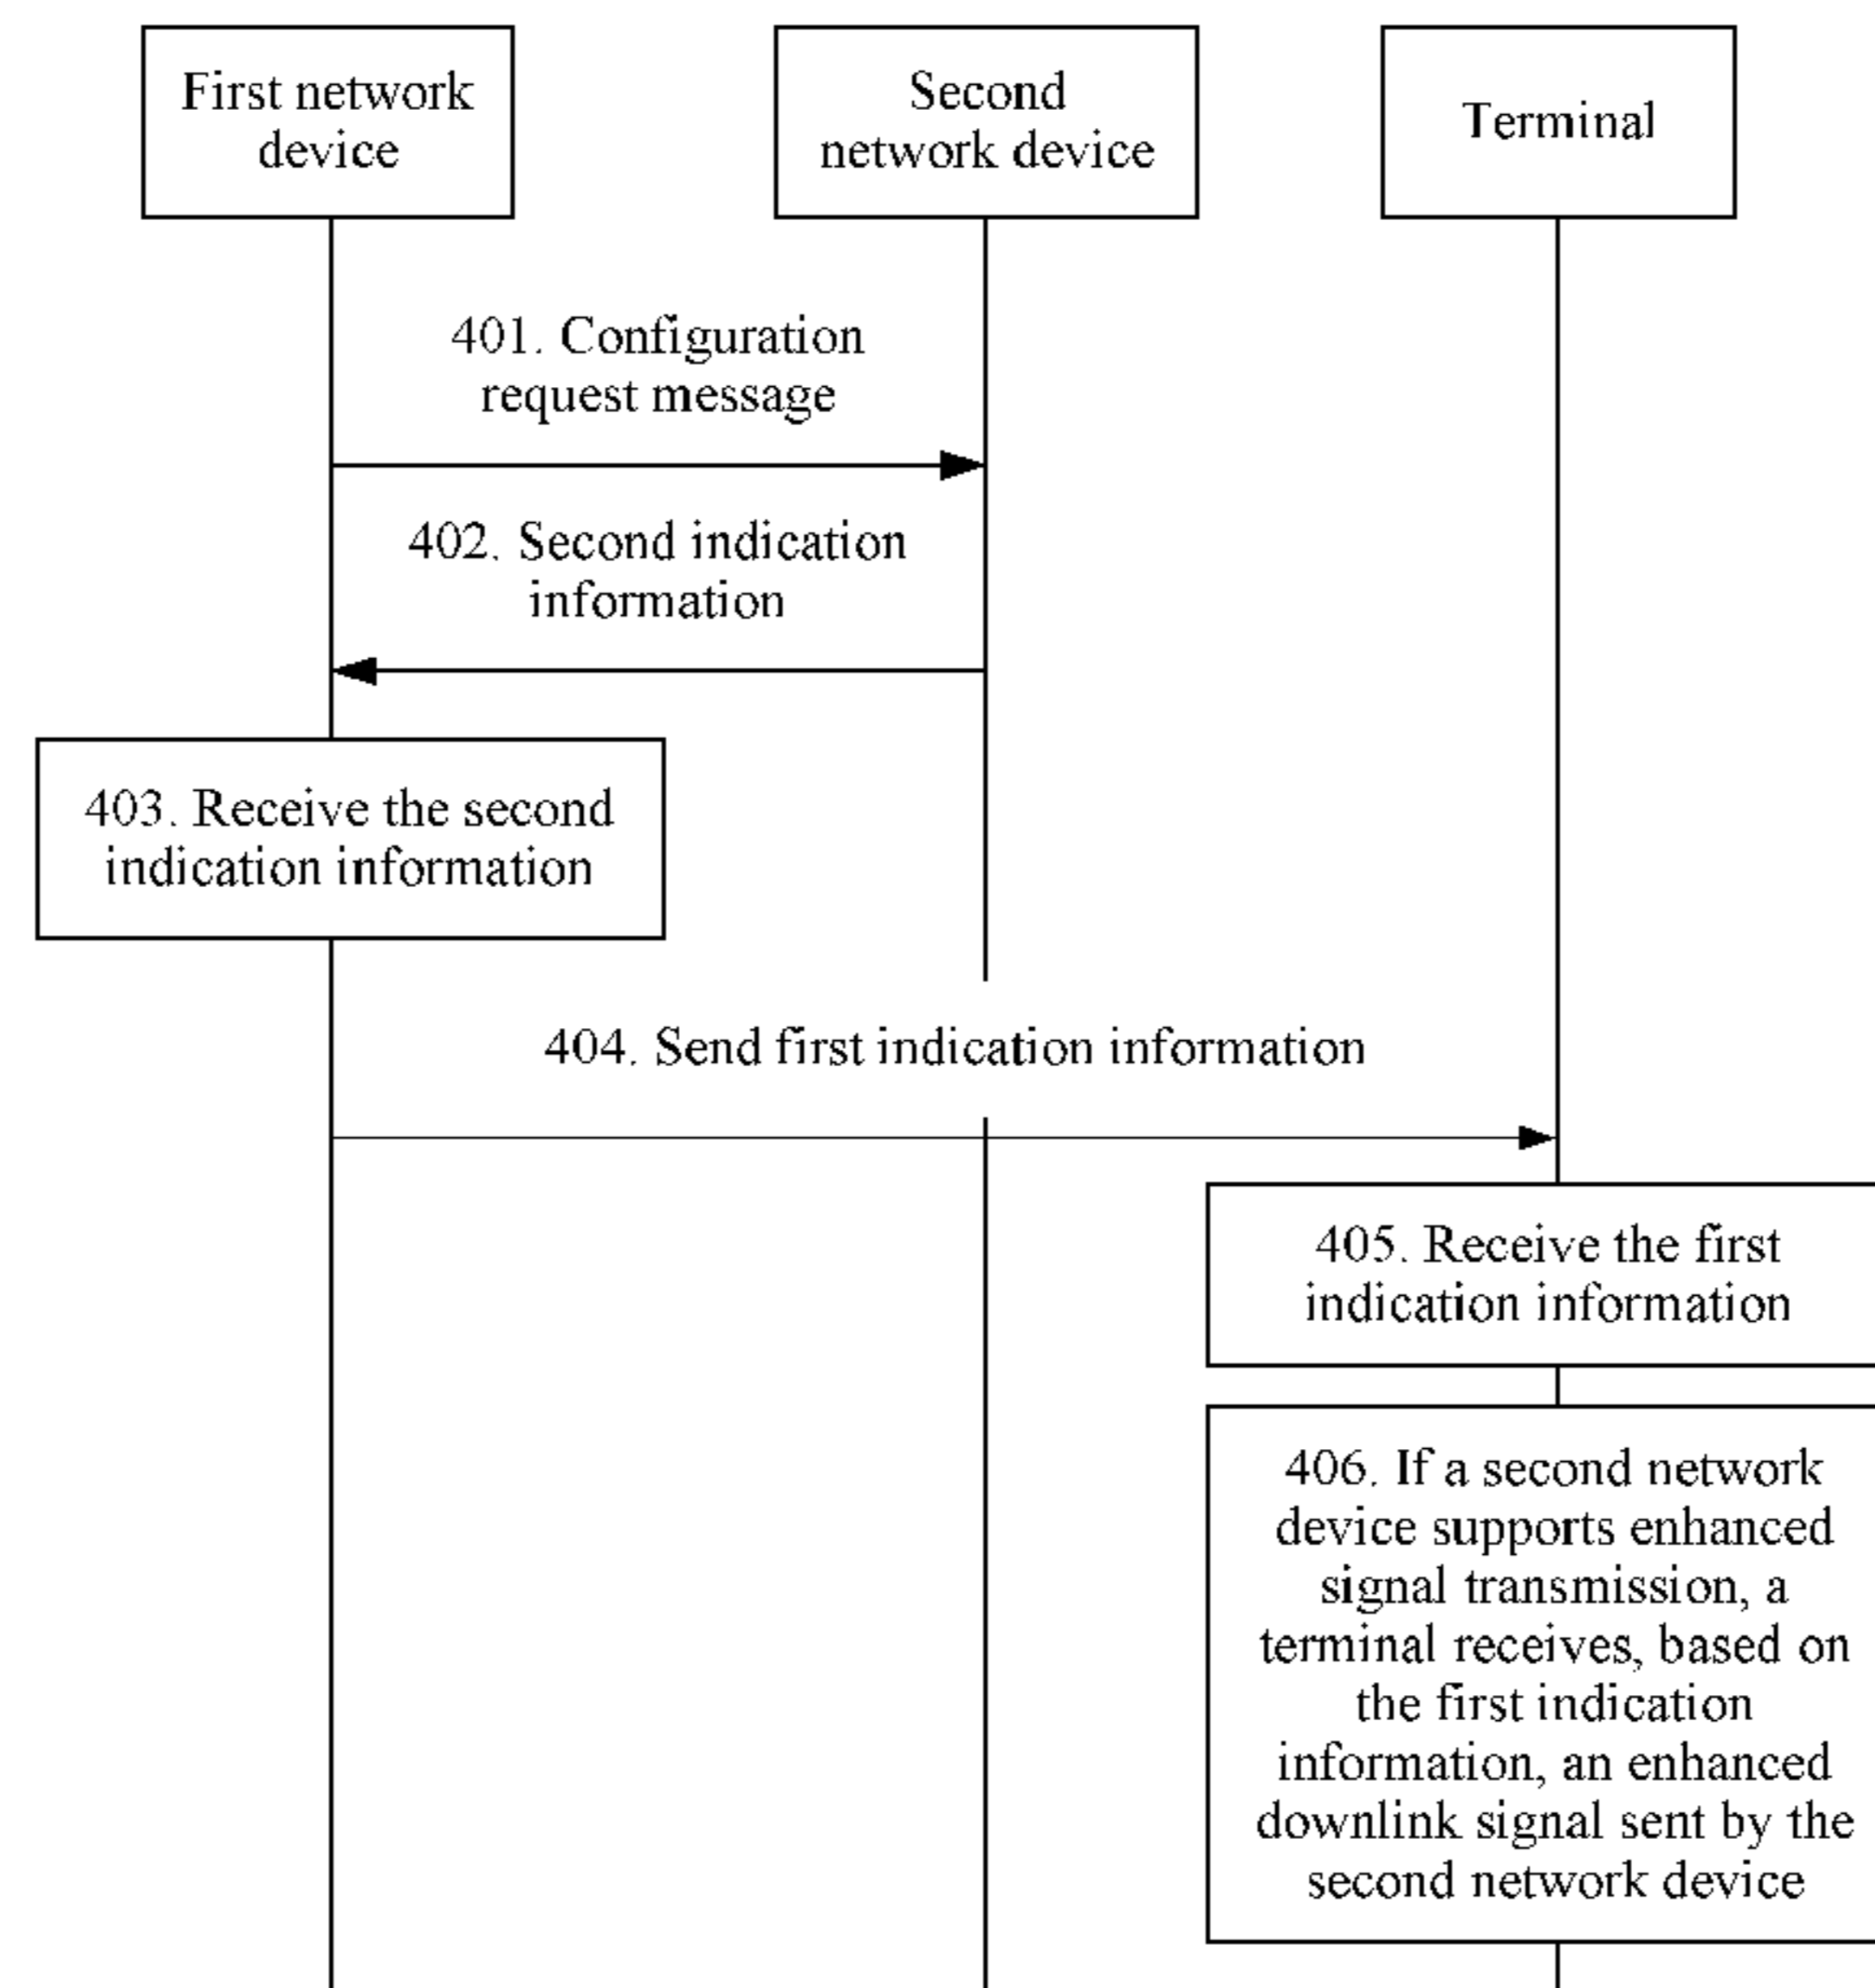 First network
device
Second
network device
Terminal
401. Configuration
request message
402. Second indication
information
403. Receive the second
indication information
404. Send first indication information
405. Receive the first
indication information
406. If a second network
device supports enhanced
signal transmission, a
terminal receives, based on
the first indication
information, an enhanced
downlink signal sent by the
second network device